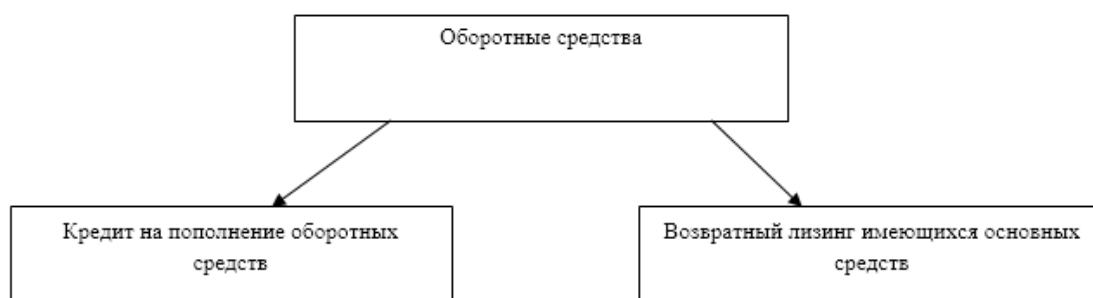 Оборотные средства
Кредит на пополнение оборотных
средств
Возвратный лизинг имеющихся основных
средств